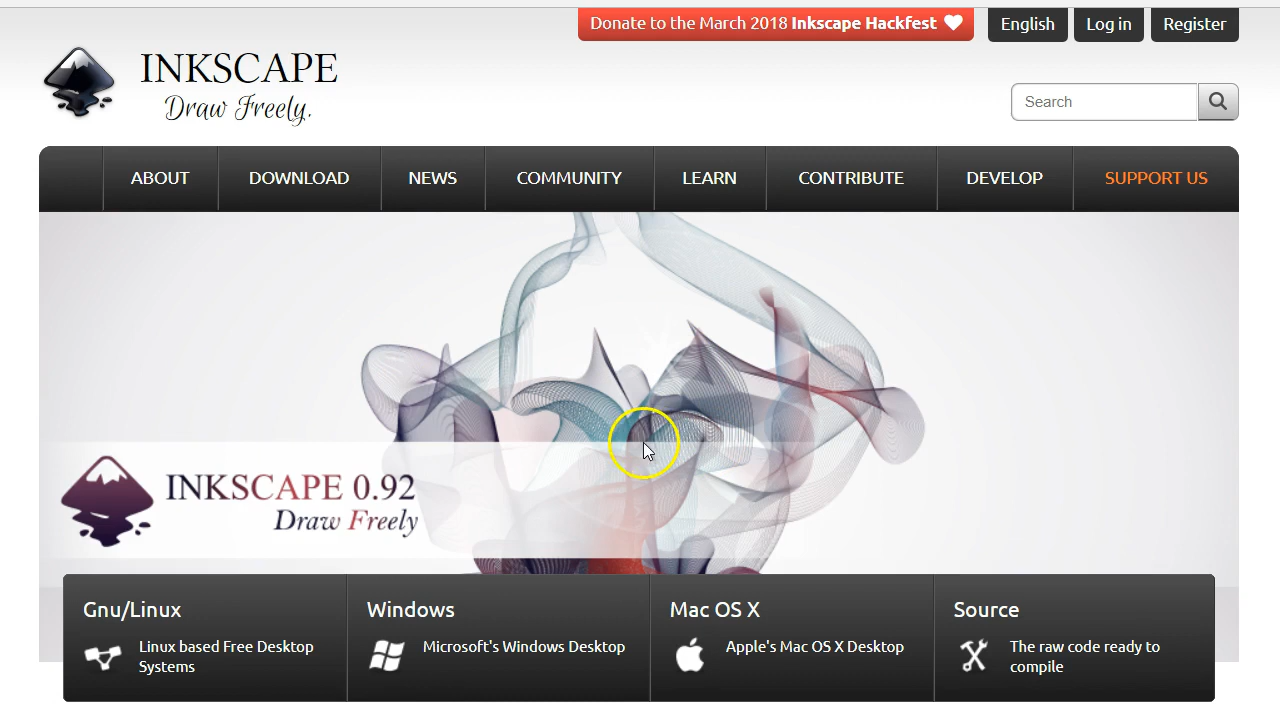 Donate to the March 2018 Inkscape Hackfest
English
Log in
Register
INKSCAPE
Draw Freely.
Search
ABOUT
DOWNLOAD
NEWS
COMMUNITY
LEARN
CONTRIBUTE
DEVELOP
SUPPORT US
INKSCAPE 0.92
Draw Freely
Gnu/Linux
Linux based Free Desktop
Systems
Windows
Microsoft's Windows Desktop
Mac OS X
Apple's Mac OS X Desktop
Source
The raw code ready to
compile